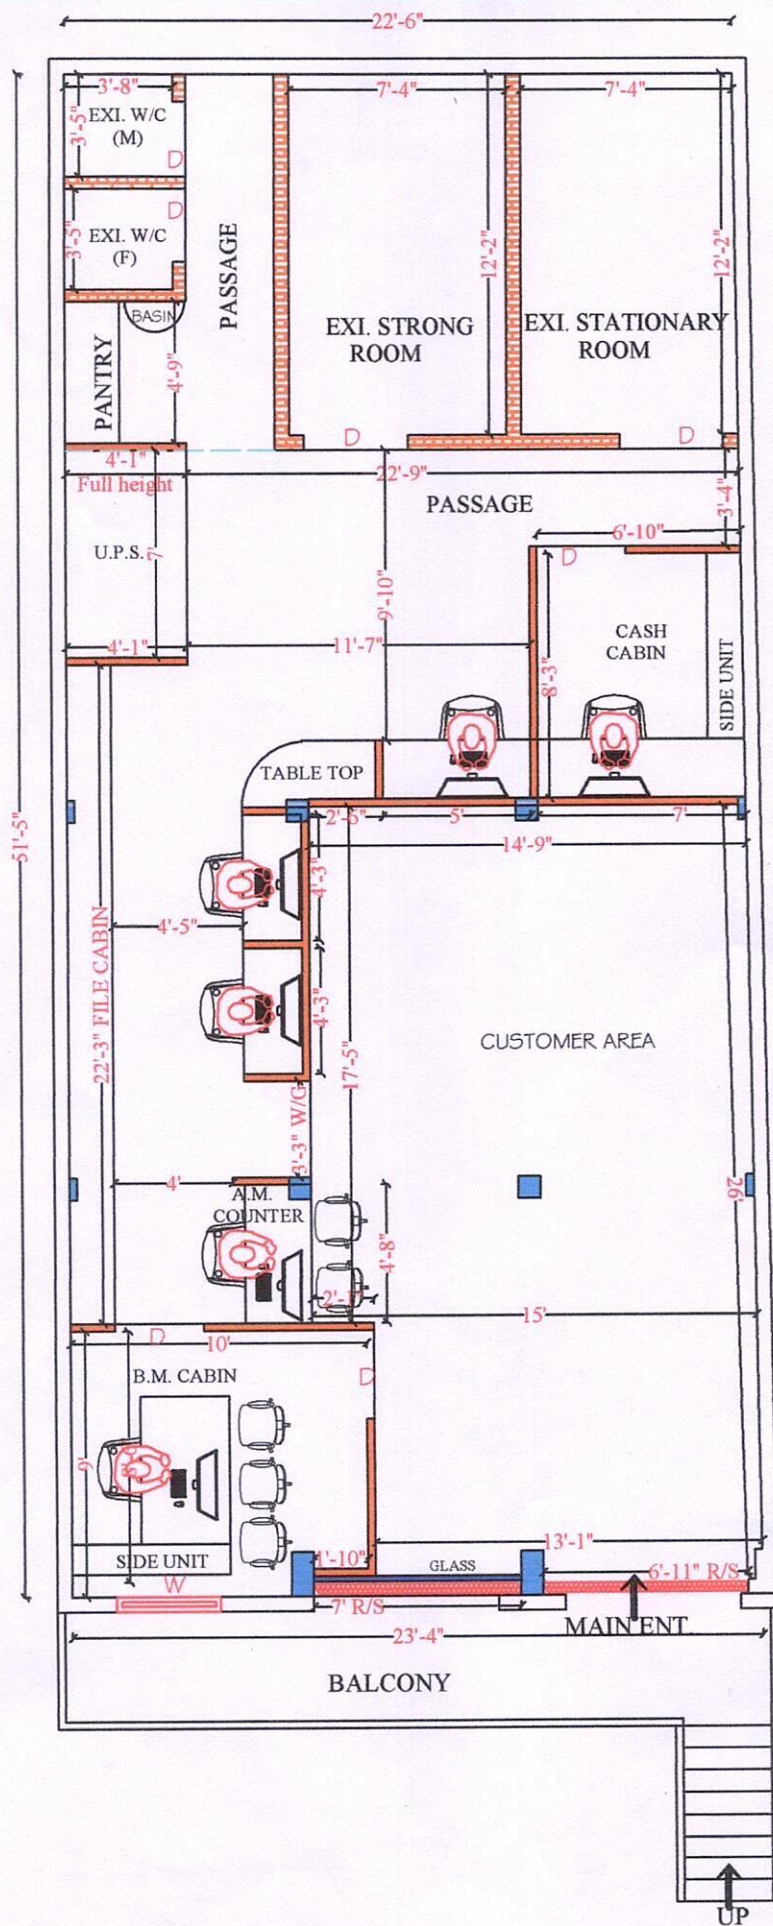 22'-6"
3'-8"
7'-4"
7'-4"
3'-5"
EXI. W/C
(M)
D
D
3'-5"
EXI. W/C
(F)
PASSAGE
12'-2"
12'-2"
BASIN
EXI. STRONG
ROOM
EXI. STATIONARY
ROOM
PANTRY
4'-9"
D
D
4'-1"
Full height
22'-9"
PASSAGE
3'-4"
6'-10"
U.P.S.
7'
D
9'-10"
4'-1"
11'-7"
CASH
CABIN
8'-3"
SIDE UNIT
TABLE TOP
5'
7'
51'-5"
14'-9"
4'-3"
4'-5"
22'-3" FILE CABIN
4'-3"
17'-5"
CUSTOMER AREA
3'-3" W/G
4'
A.M.
COUNTER
26'
4'-8"
2'-1"
15'
D
10'
B.M. CABIN
D
9'
SIDE UNIT
W
1'-10"
GLASS
13'-1"
6'-11" R/S
7' R/S
MAIN ENT.
23'-4"
BALCONY
UP